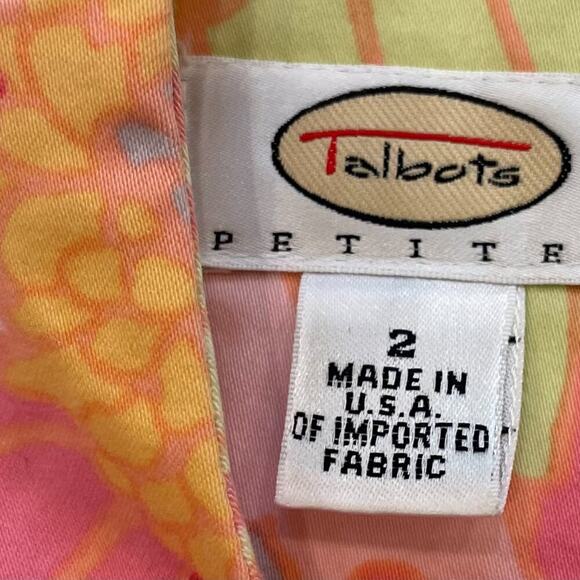 Talbots
PETITE
2
MADE IN
U.S.A.
OF IMPORTED
FABRIC